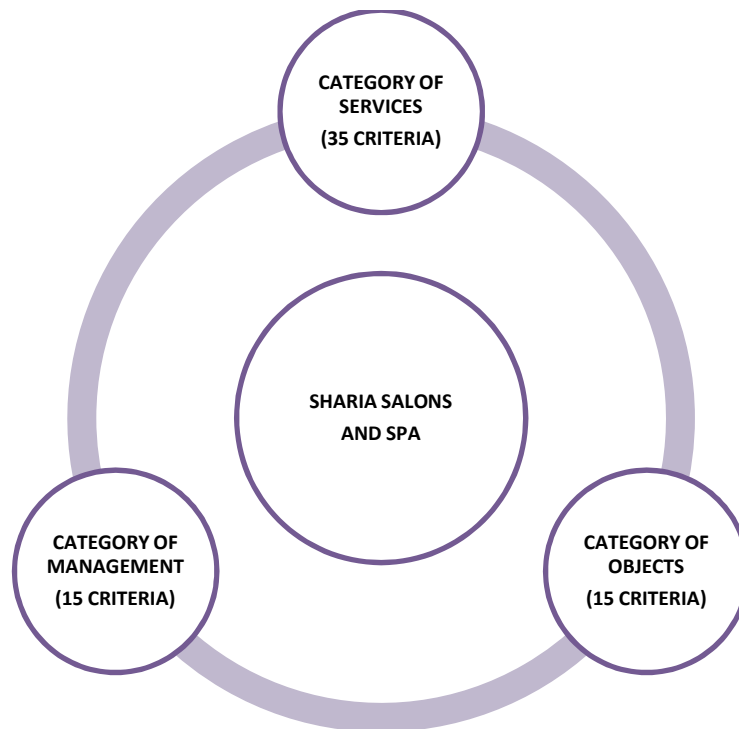 CATEGORY OF
SERVICES
(35 CRITERIA)
SHARIA SALONS
AND SPA
CATEGORY OF
MANAGEMENT
(15 CRITERIA)
CATEGORY OF
OBJECTS
(15 CRITERIA)